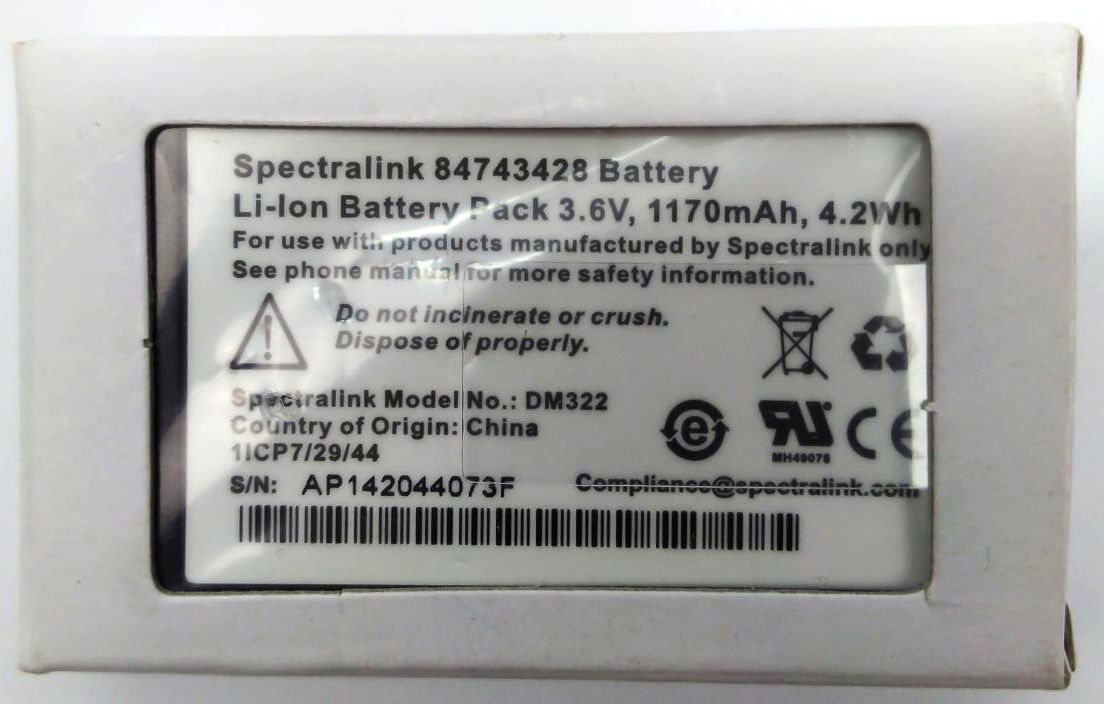 Spectralink 84743428 Battery
Li-Ion Battery Pack 3.6V, 1170mAh, 4.2Wh
For use with products manufactured by Spectralink only
See phone manual for more safety information.
Do not incinerate or crush.
Dispose of properly.
Spectralink Model No.: DM322
Country of Origin: China
1ICP7/29/44
MH49075
S/N: AP142044073F
Compliance@spectralink.com